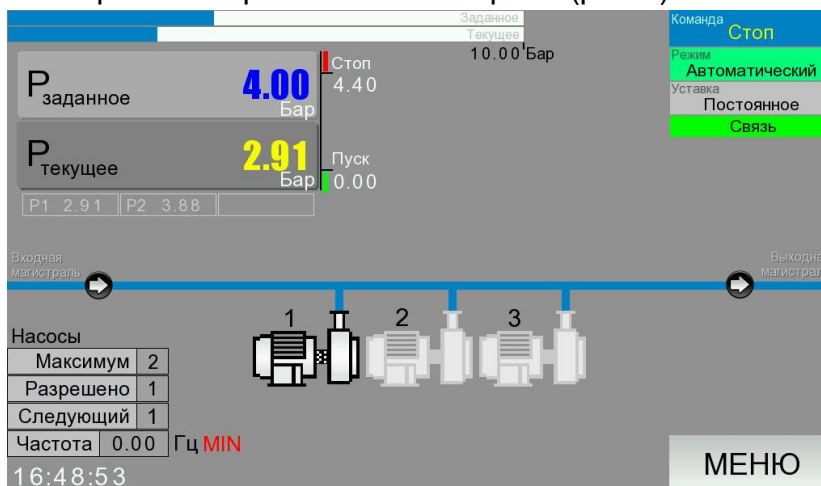 Заданное
Текущее
10.00 Бар
Команда
Стоп
Режим
Автоматический
Уставка
Постоянное
Связь
Pзаданное
4.00
Бар
Стоп
4.40
Pтекущее
2.91
Бар
Пуск
0.00
P1 2.91 P2 3.88
Входная
магистраль
Выходна
магистрал
1 2 3
Насосы
Максимум 2
Разрешено 1
Следующий 1
Частота 0.00 Гц MIN
16:48:53
МЕНЮ